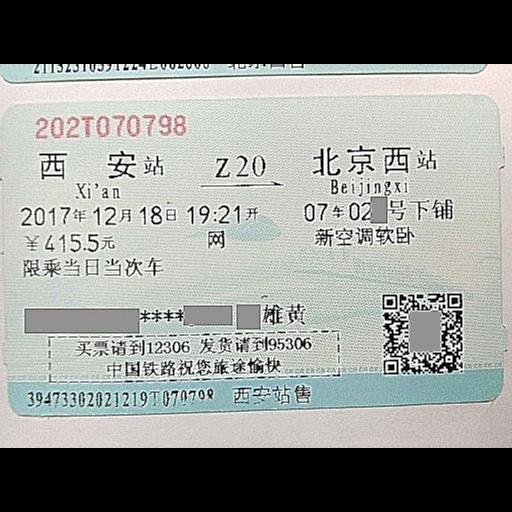 202T070798
西 安站 Z20 北京西站
Xi'an Beijingxi
2017年12月18日 19:21开 07车02 号下铺
￥415.5元 网 新空调软卧
限乘当日当次车
**** 雄黄
买票请到12306 发货请到95306
中国铁路祝您旅途愉快
39473302021219T070798 西安站售